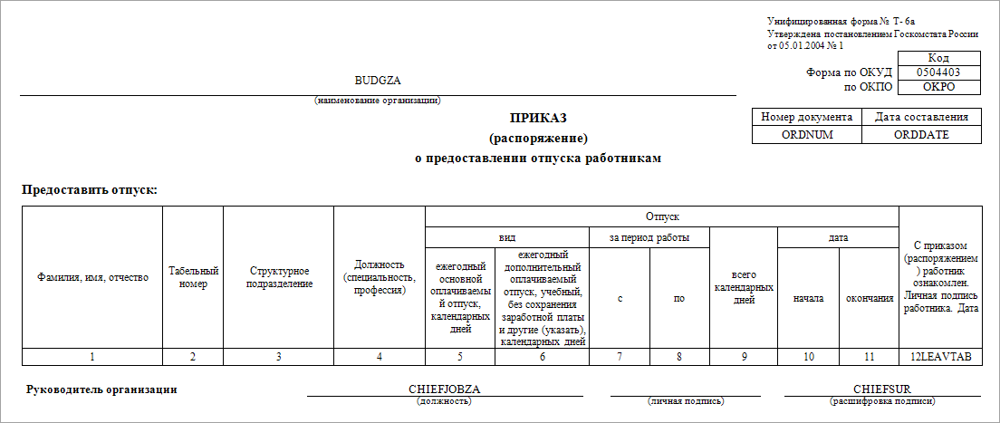 Унифицированная форма № Т- 6а
Утверждена постановлением Госкомстата России
от 05.01.2004 № 1
Код
Форма по ОКУД 0504403
по ОКПО OKPO
BUDGZA
(наименование организации)
ПРИКАЗ
(распоряжение)
о предоставлении отпуска работникам
Номер документа Дата составления
ORDNUM ORDDATE
Предоставить отпуск:
Фамилия, имя, отчество
Табельный
номер
Структурное
подразделение
Должность
(специальность,
профессия)
Отпуск
вид
ежегодный
основной
оплачиваемы
й отпуск,
календарных
дней
ежегодный
дополнительный
оплачиваемый
отпуск, учебный,
без сохранения
заработной платы
и другие (указать),
календарных дней
за период работы
с
по
всего
календарных
дней
дата
начала
окончания
С приказом
(распоряжением
) работник
ознакомлен.
Личная подпись
работника. Дата
1 2 3 4 5 6 7 8 9 10 11 12LEAVTAB
Руководитель организации CHIEFJOBZA CHIEFSUR
(должность) (личная подпись) (расшифровка подписи)